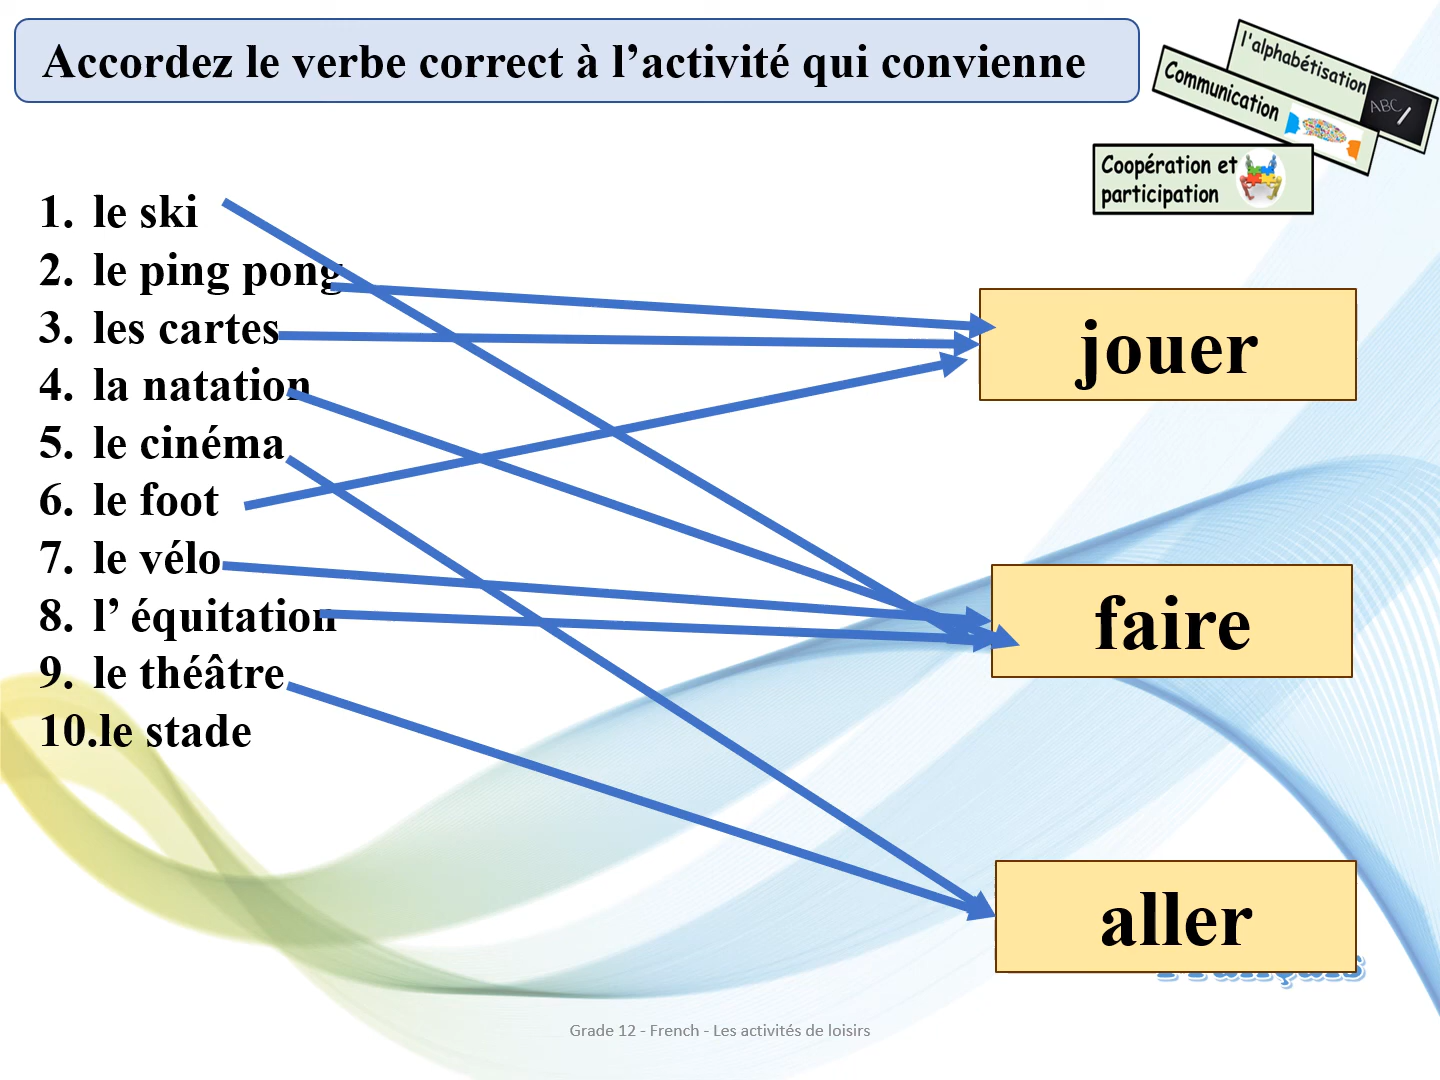 Accordez le verbe correct à l’activité qui convienne
l'alphabétisation
ABC
Communication
Coopération et
participation
1. le ski
2. le ping pong
3. les cartes
4. la natation
5. le cinéma
6. le foot
7. le vélo
8. l’ équitation
9. le théâtre
10.le stade
jouer
faire
aller
Français
Grade 12 - French - Les activités de loisirs